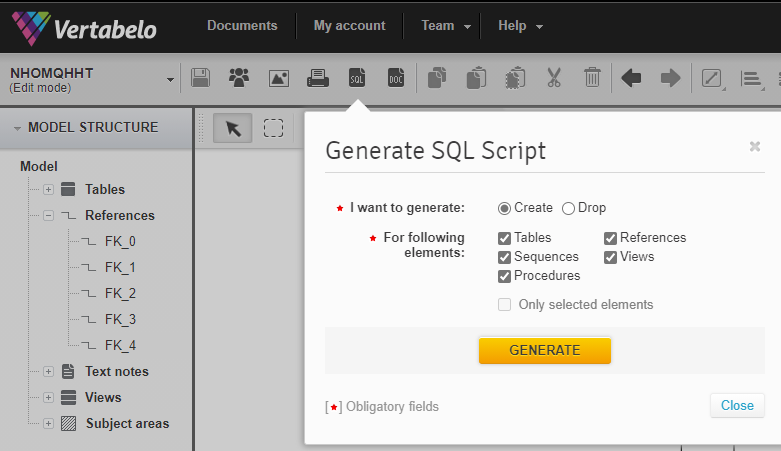 Vertabelo
Documents
My account
Team
Help
NHOMQHHT
(Edit mode)
SQL
DOC
MODEL STRUCTURE
Model
Tables
References
FK_0
FK_1
FK_2
FK_3
FK_4
Text notes
Views
Subject areas
Generate SQL Script
I want to generate:
Create
Drop
For following
elements:
Tables
References
Sequences
Views
Procedures
Only selected elements
GENERATE
[★] Obligatory fields
Close